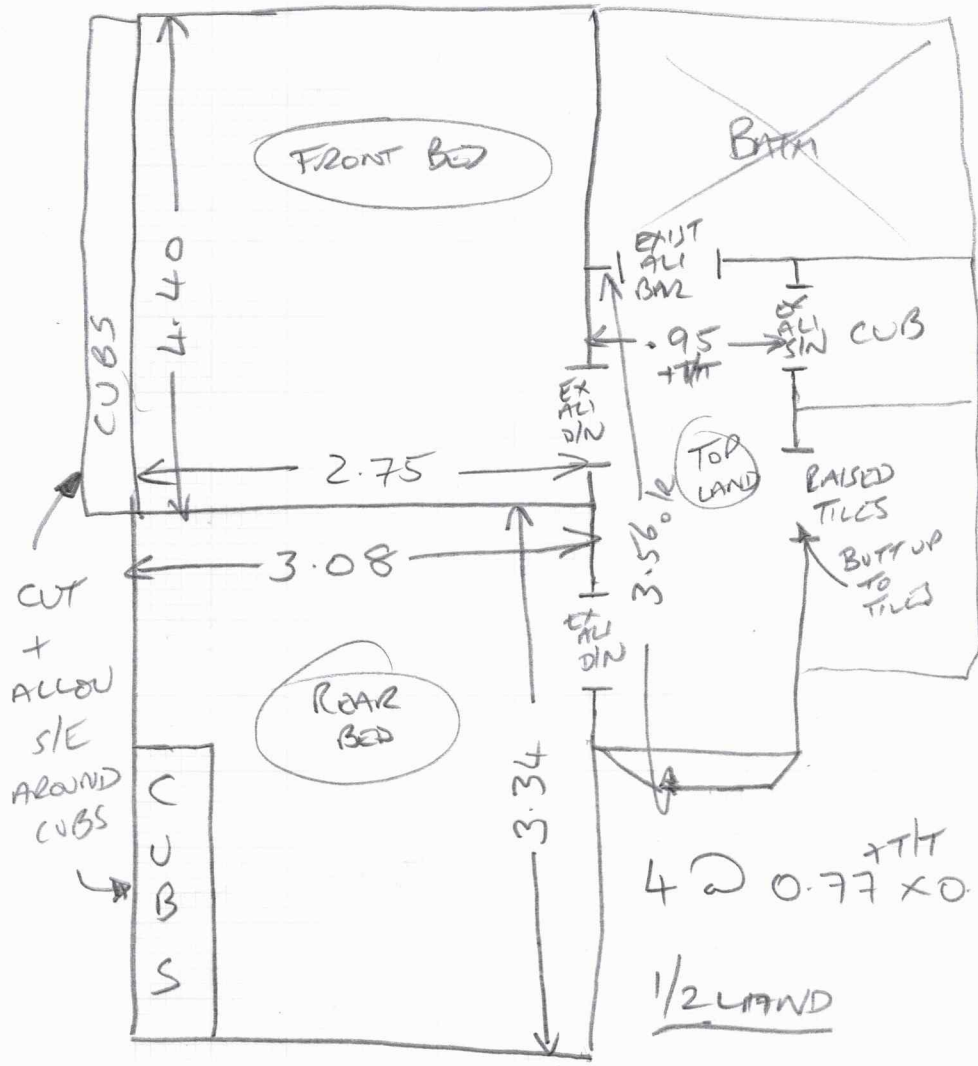 FRONT BED
BATH
4.40
CUBS
EXIST
ALI
BAR
.95
+T/T
EX
ALI
S/N
CUB
EX
ALI
D/N
2.75
TOP
LAND
RAISED
TILES
BUTT UP
TO
TILES
3.08
3.56
CUT
+
ALLOW
S/E
AROUND
CUBS
EX
ALI
D/N
REAR
BED
3.34
C
U
B
S
4 @ 0.77 +T/T × 0.
1/2 LAND